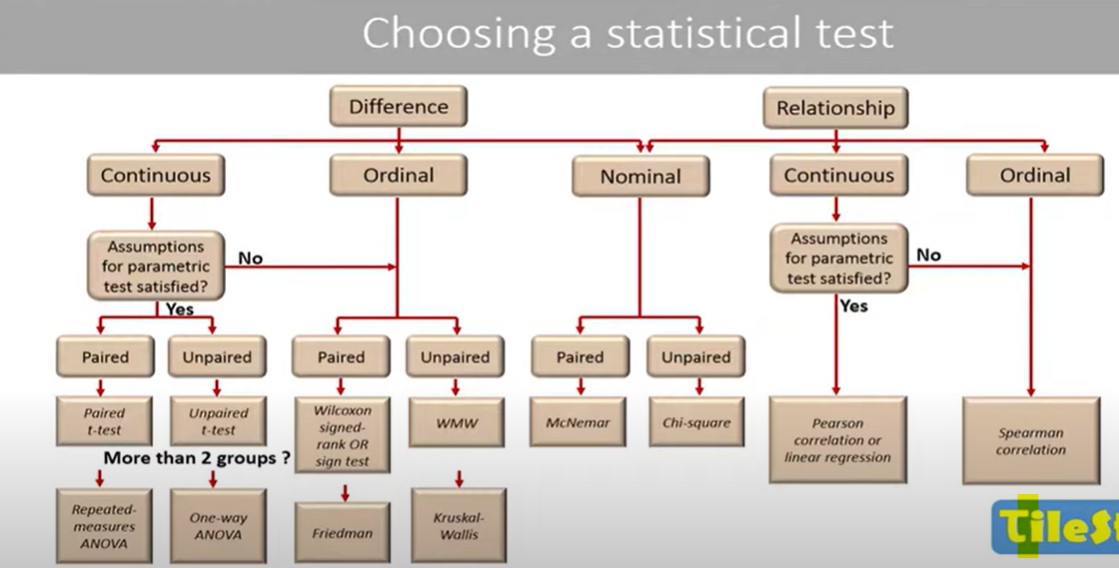 Choosing a statistical test
Difference
Relationship
Continuous
Ordinal
Nominal
Continuous
Ordinal
Assumptions
for parametric
test satisfied?
No
Yes
Assumptions
for parametric
test satisfied?
No
Yes
Paired
Unpaired
Paired
Unpaired
Paired
Unpaired
Paired
t-test
Unpaired
t-test
Wilcoxon
signed-
rank OR
sign test
WMW
McNemar
Chi-square
Pearson
correlation or
linear regression
Spearman
correlation
More than 2 groups ?
Repeated-
measures
ANOVA
One-way
ANOVA
Friedman
Kruskal-
Wallis